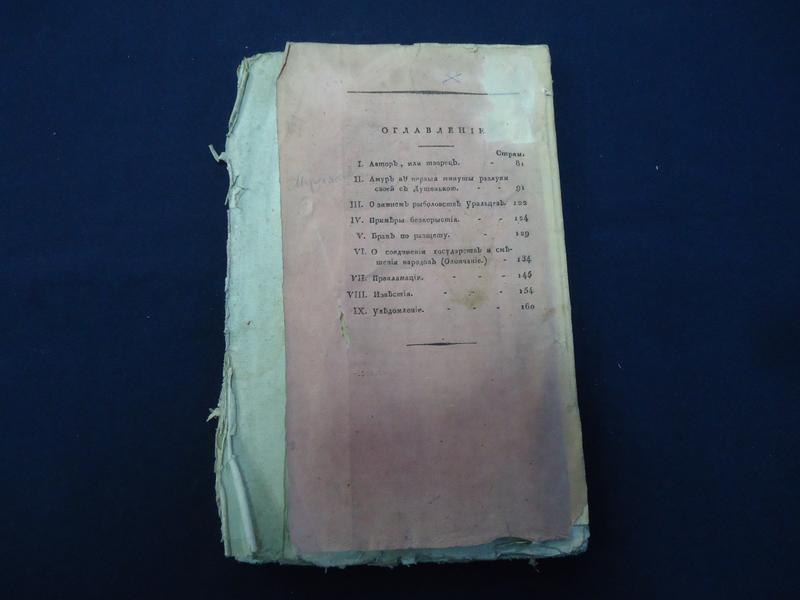 ОГЛАВЛЕНІЕ
Стран.
I. Авторъ, или творецъ. - 81
II. Амуръ въ первыя минуты разлуки
своей съ Душенькою. - - 91
III. О зимнемъ рыболовствѣ Уральцевъ. 122
IV. Примѣры безкорыстія. - - 124
V. Бракъ по разщету. - - 129
VI. О соединеніи государствъ и смѣ-
шеніи народовъ (Окончаніе.) - 134
VII. Прокламаціи. - - - 145
VIII. Извѣстія. - - - 154
IX. Увѣдомленіе. - - - 160